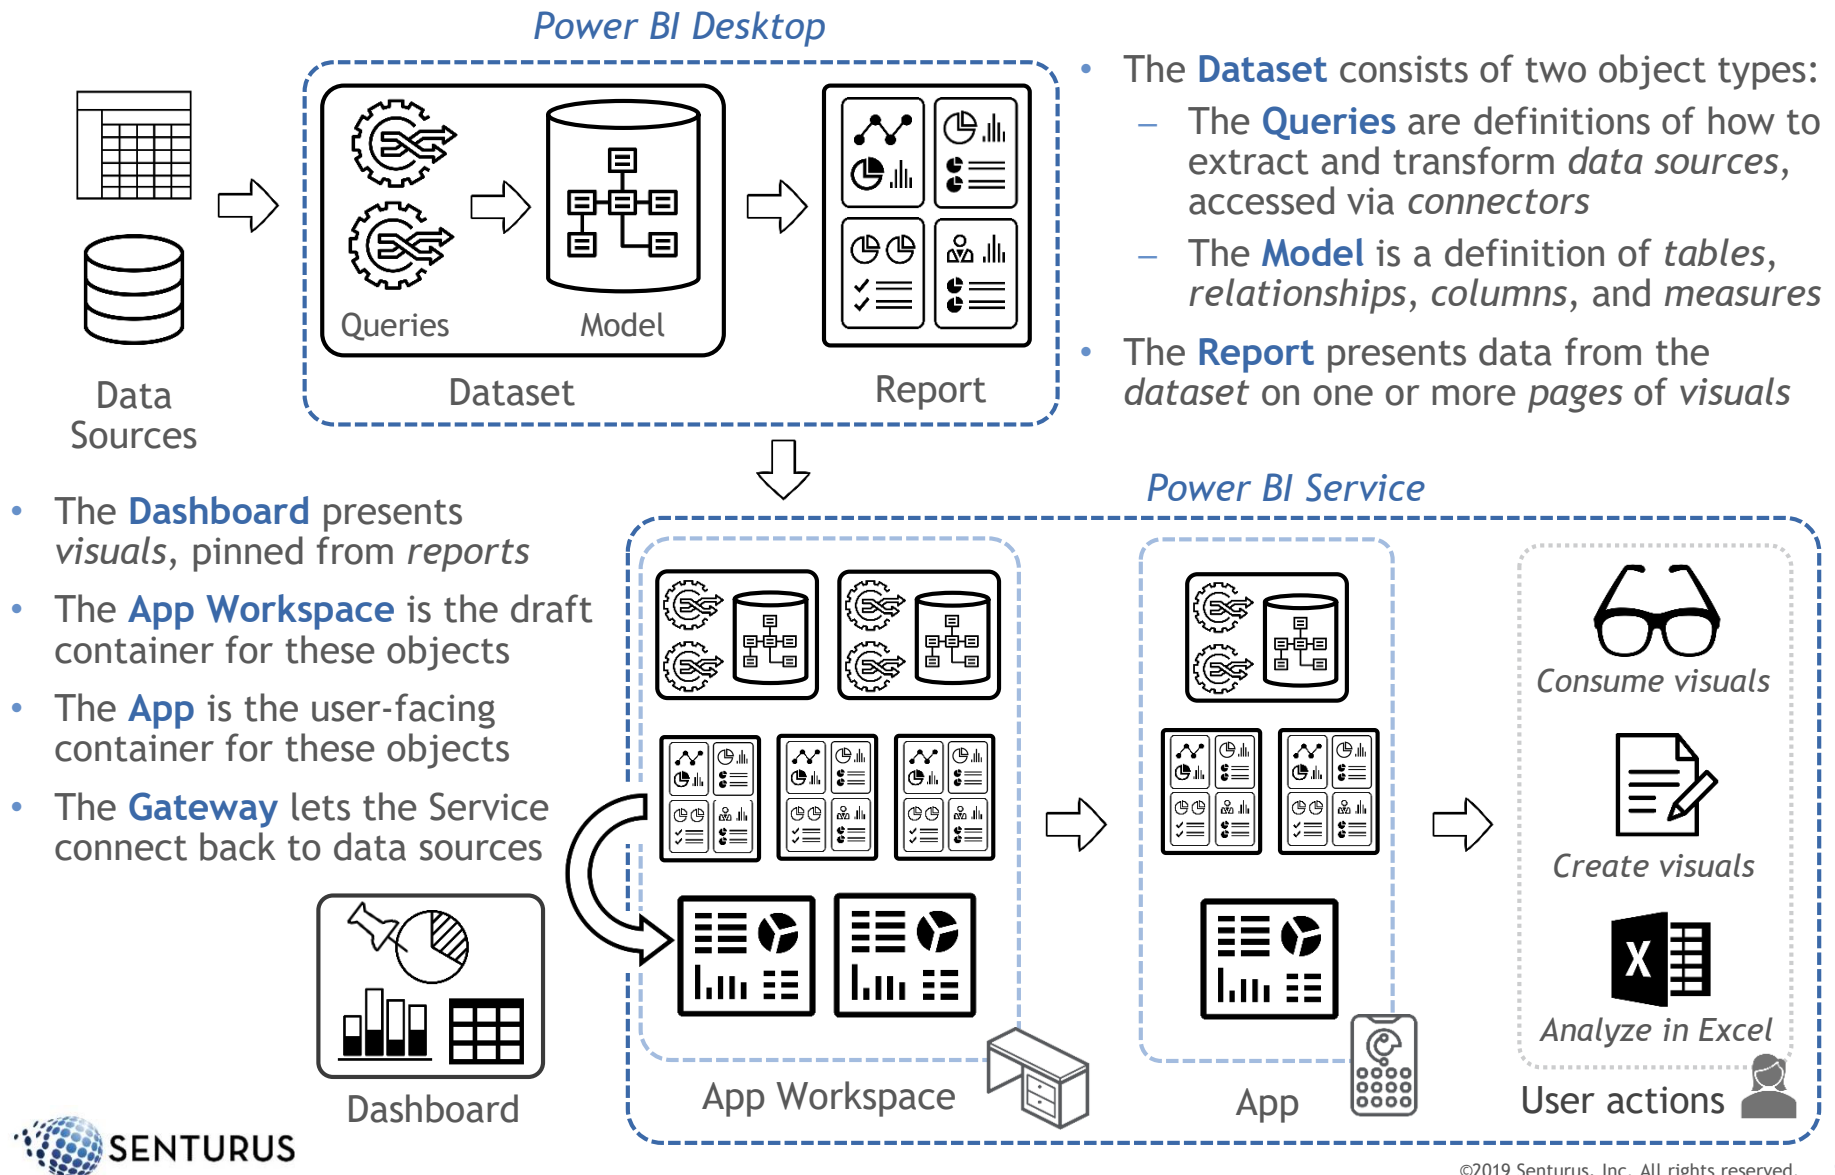 Power BI Desktop
Queries
Model
Dataset
Report
Data
Sources
• The Dataset consists of two object types:
– The Queries are definitions of how to
extract and transform data sources,
accessed via connectors
– The Model is a definition of tables,
relationships, columns, and measures
• The Report presents data from the
dataset on one or more pages of visuals
• The Dashboard presents
visuals, pinned from reports
• The App Workspace is the draft
container for these objects
• The App is the user-facing
container for these objects
• The Gateway lets the Service
connect back to data sources
Dashboard
Power BI Service
App Workspace
App
Consume visuals
Create visuals
X
Analyze in Excel
User actions
SENTURUS
©2019 Senturus, Inc. All rights reserved.